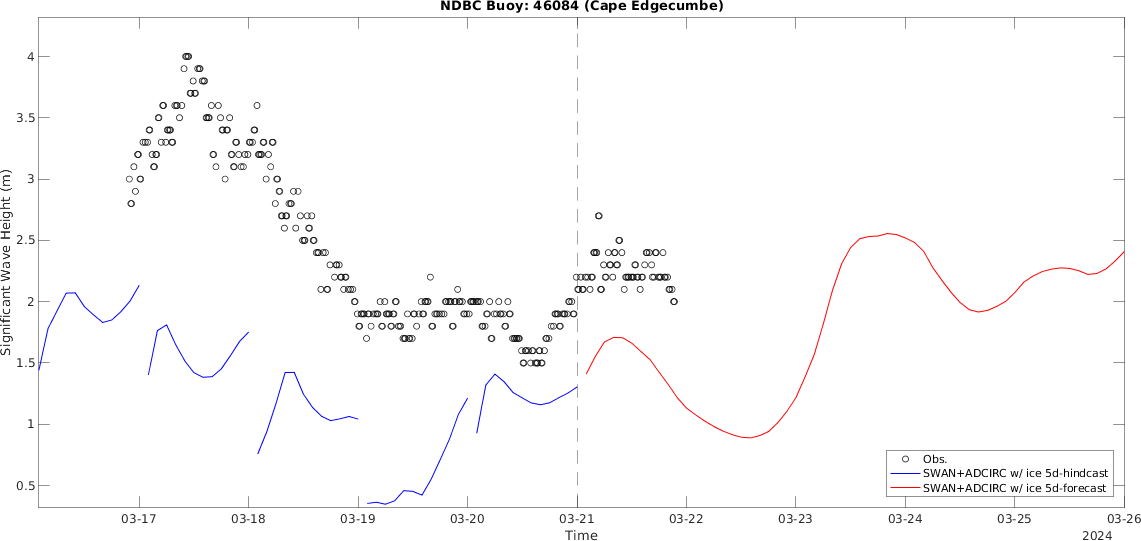 NDBC Buoy: 46084 (Cape Edgecumbe)
Significant Wave Height (m)
4
3.5
3
2.5
2
1.5
1
0.5
Obs.
SWAN+ADCIRC w/ ice 5d-hindcast
SWAN+ADCIRC w/ ice 5d-forecast
03-17 03-18 03-19 03-20 03-21 03-22 03-23 03-24 03-25 03-26
Time
2024